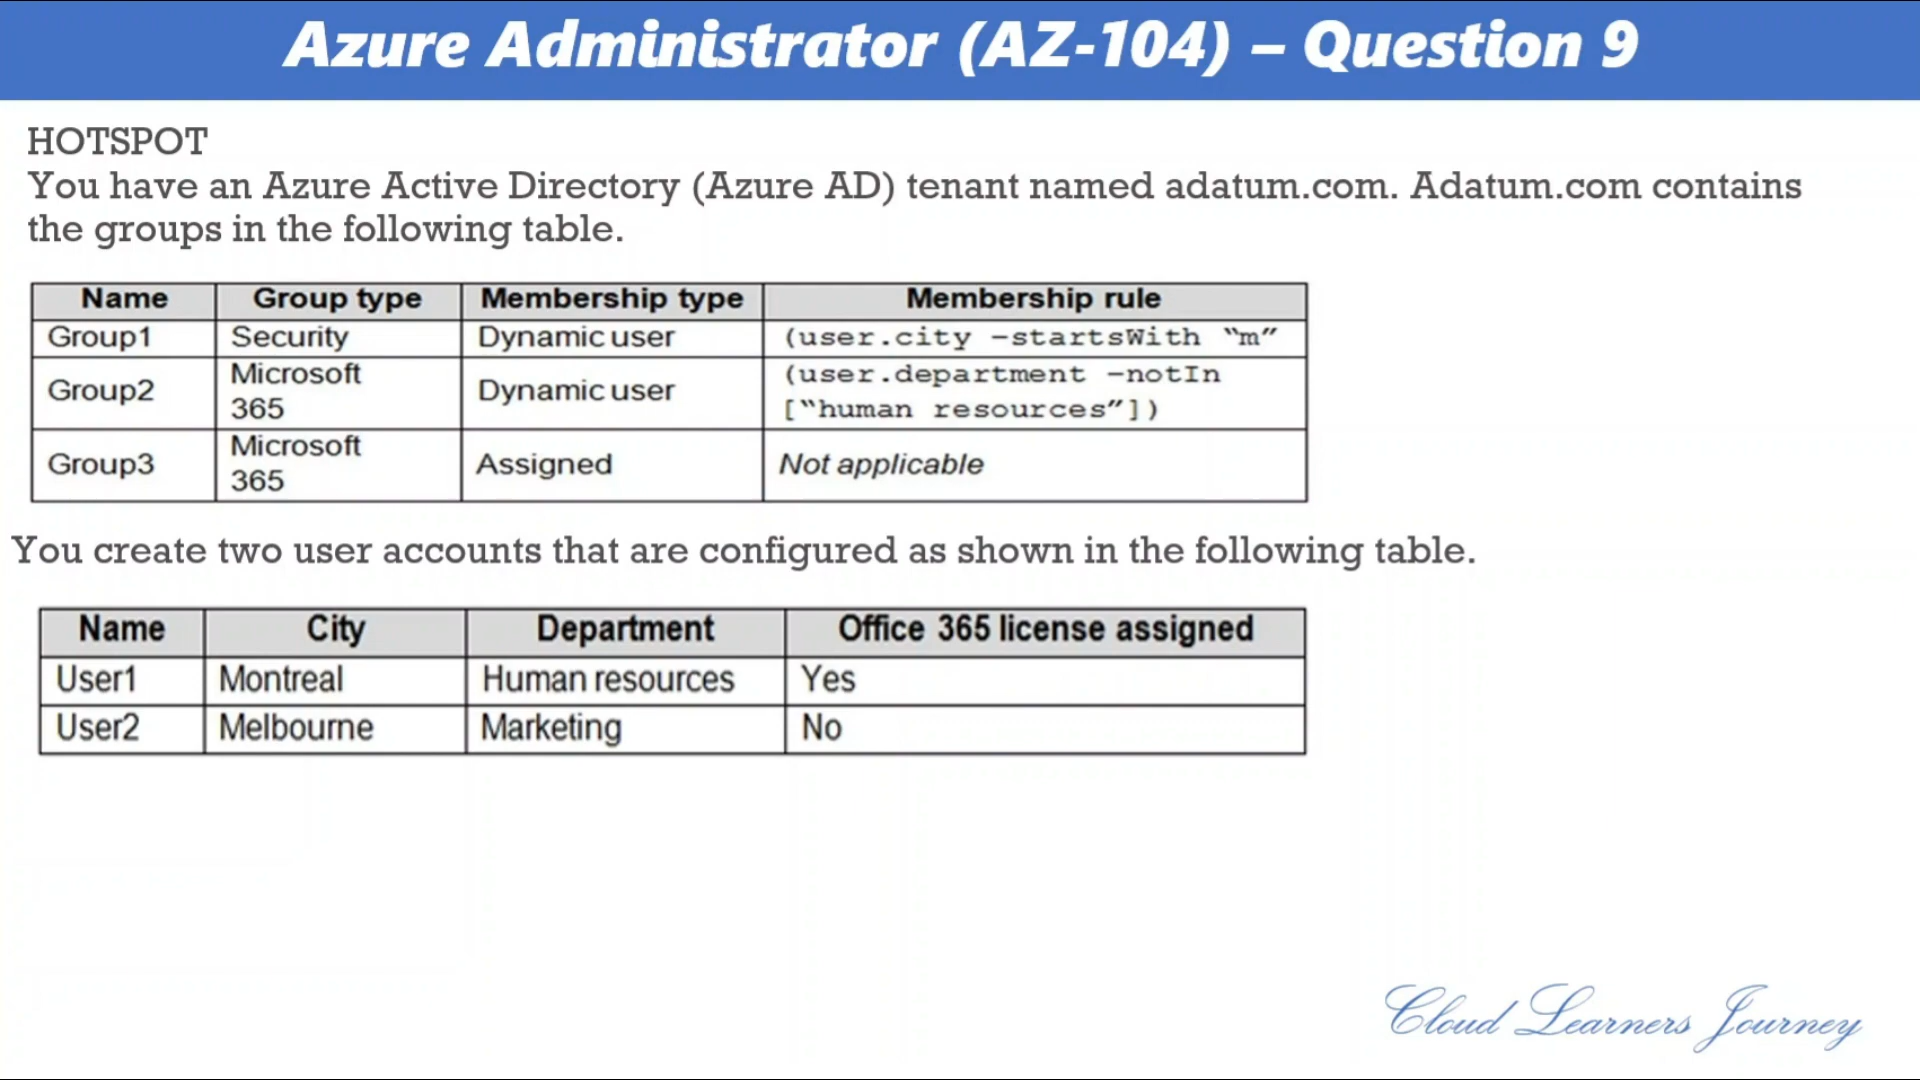 Azure Administrator (AZ-104) – Question 9
HOTSPOT
You have an Azure Active Directory (Azure AD) tenant named adatum.com. Adatum.com contains
the groups in the following table.
Name Group type Membership type Membership rule
Group1 Security Dynamic user (user.city –startsWith “m”
Group2 Microsoft 365 Dynamic user (user.department –notIn [“human resources”])
Group3 Microsoft 365 Assigned Not applicable
You create two user accounts that are configured as shown in the following table.
Name City Department Office 365 license assigned
User1 Montreal Human resources Yes
User2 Melbourne Marketing No
Cloud Learners Journey